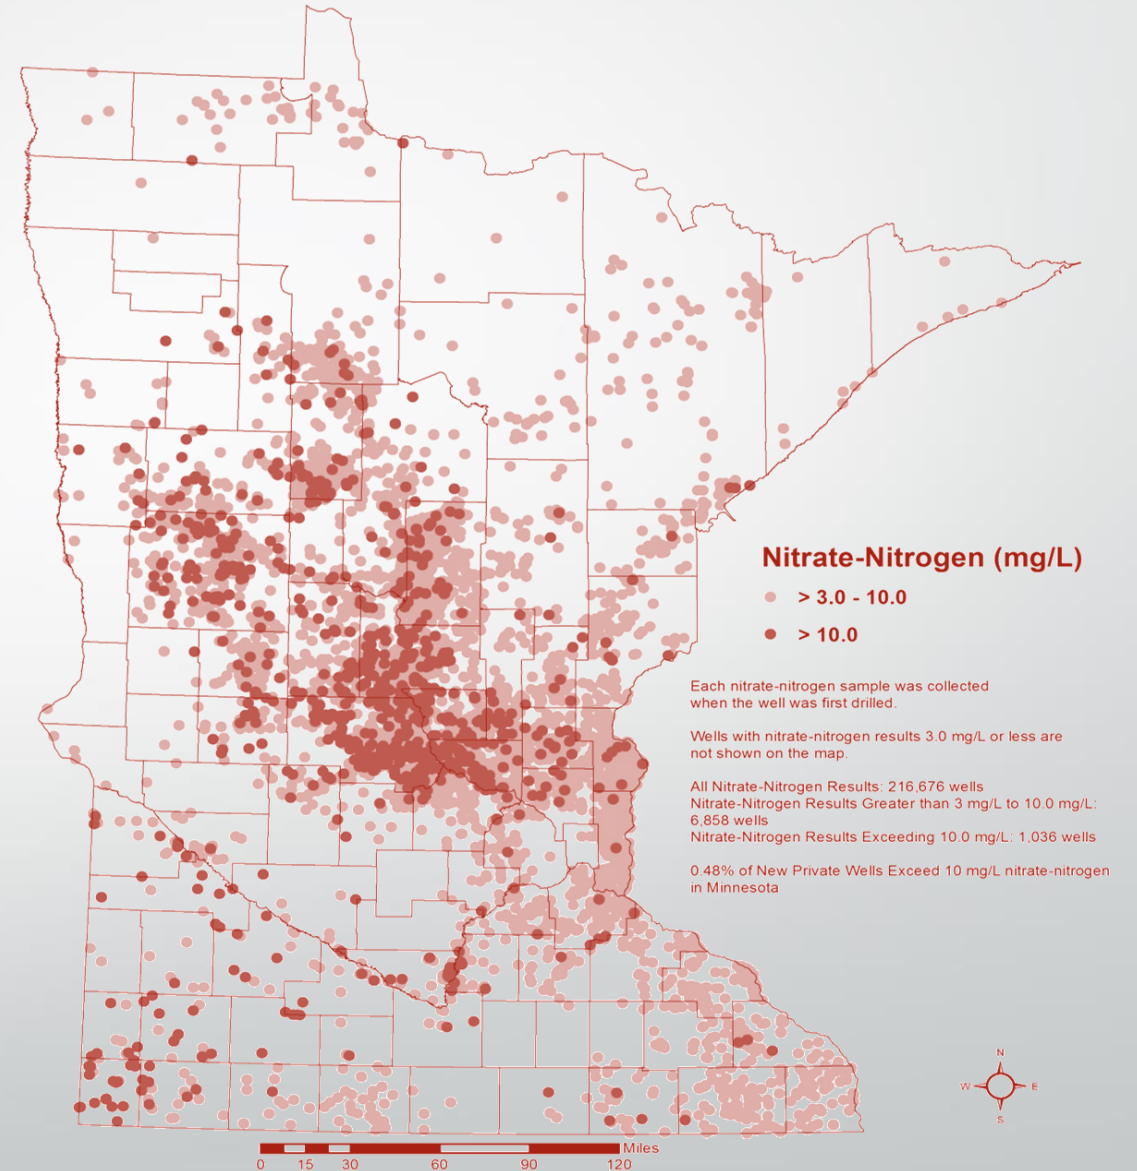 Nitrate-Nitrogen (mg/L)
> 3.0 - 10.0
> 10.0
Each nitrate-nitrogen sample was collected
when the well was first drilled.
Wells with nitrate-nitrogen results 3.0 mg/L or less are
not shown on the map.
All Nitrate-Nitrogen Results: 216,676 wells
Nitrate-Nitrogen Results Greater than 3 mg/L to 10.0 mg/L:
6,858 wells
Nitrate-Nitrogen Results Exceeding 10.0 mg/L: 1,036 wells
0.48% of New Private Wells Exceed 10 mg/L nitrate-nitrogen
in Minnesota
N
W E
S
Miles
0 15 30 60 90 120